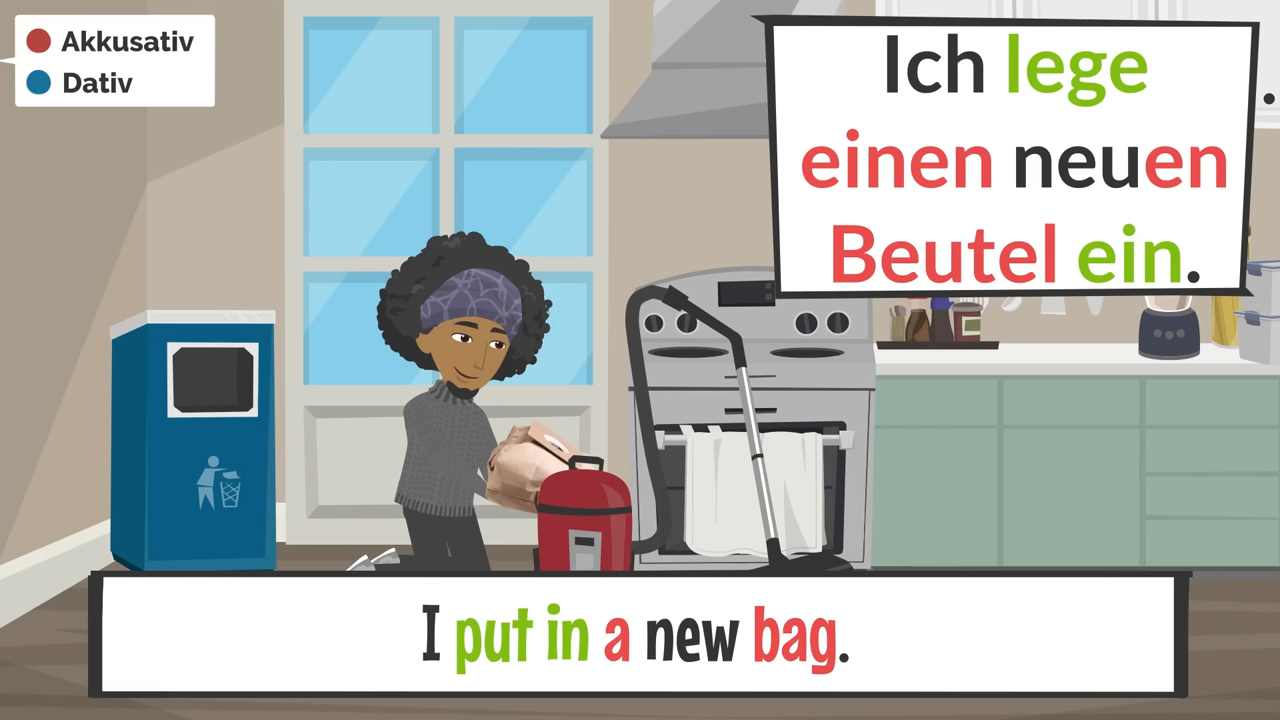 Akkusativ
Dativ
Ich lege
einen neuen
Beutel ein.
.
I put in a new bag.